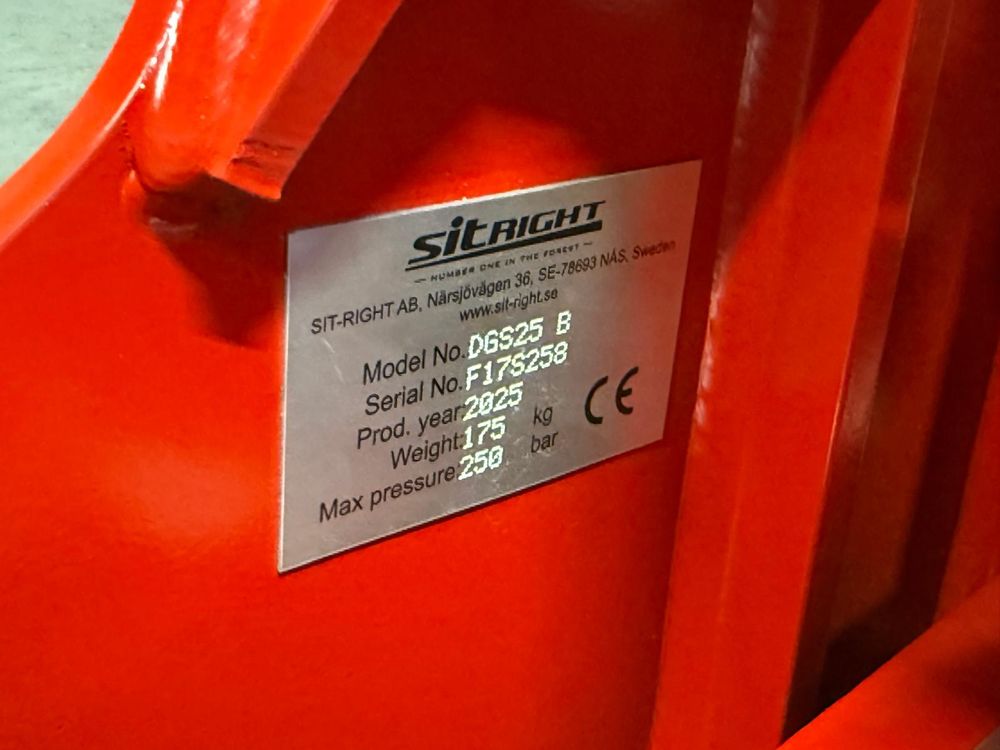 SitRIGHT
— NUMBER ONE IN THE FOREST —
SIT-RIGHT AB, Närsjövägen 36, SE-78693 NÅS, Sweden
www.sit-right.se
Model No. DGS25 B
Serial No. F17S258
Prod. year 2025
Weight: 175 kg
Max pressure: 250 bar
CE